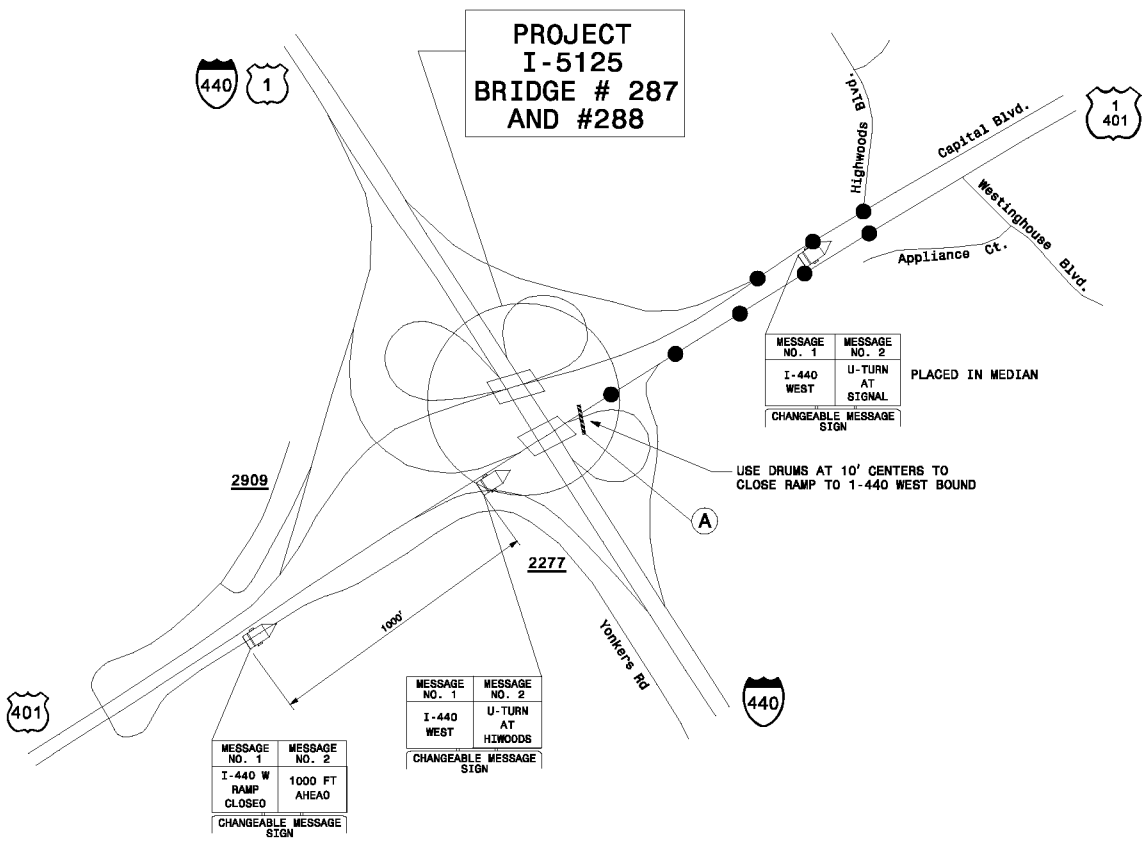 PROJECT
I-5125
BRIDGE # 287
AND #288
440
1
1
401
Highwoods Blvd.
Capital Blvd.
Westinghouse Blvd.
Appliance Ct.
MESSAGE NO. 1
MESSAGE NO. 2
I-440
WEST
U-TURN
AT
SIGNAL
CHANGEABLE MESSAGE
SIGN
PLACED IN MEDIAN
USE DRUMS AT 10' CENTERS TO
CLOSE RAMP TO 1-440 WEST BOUND
A
2909
2277
1000'
Yonkers Rd
401
440
MESSAGE NO. 1
MESSAGE NO. 2
I-440
WEST
U-TURN
AT
HIWOODS
CHANGEABLE MESSAGE
SIGN
MESSAGE NO. 1
MESSAGE NO. 2
I-440 W
RAMP
CLOSEO
1000 FT
AHEAO
CHANGEABLE MESSAGE
SIGN